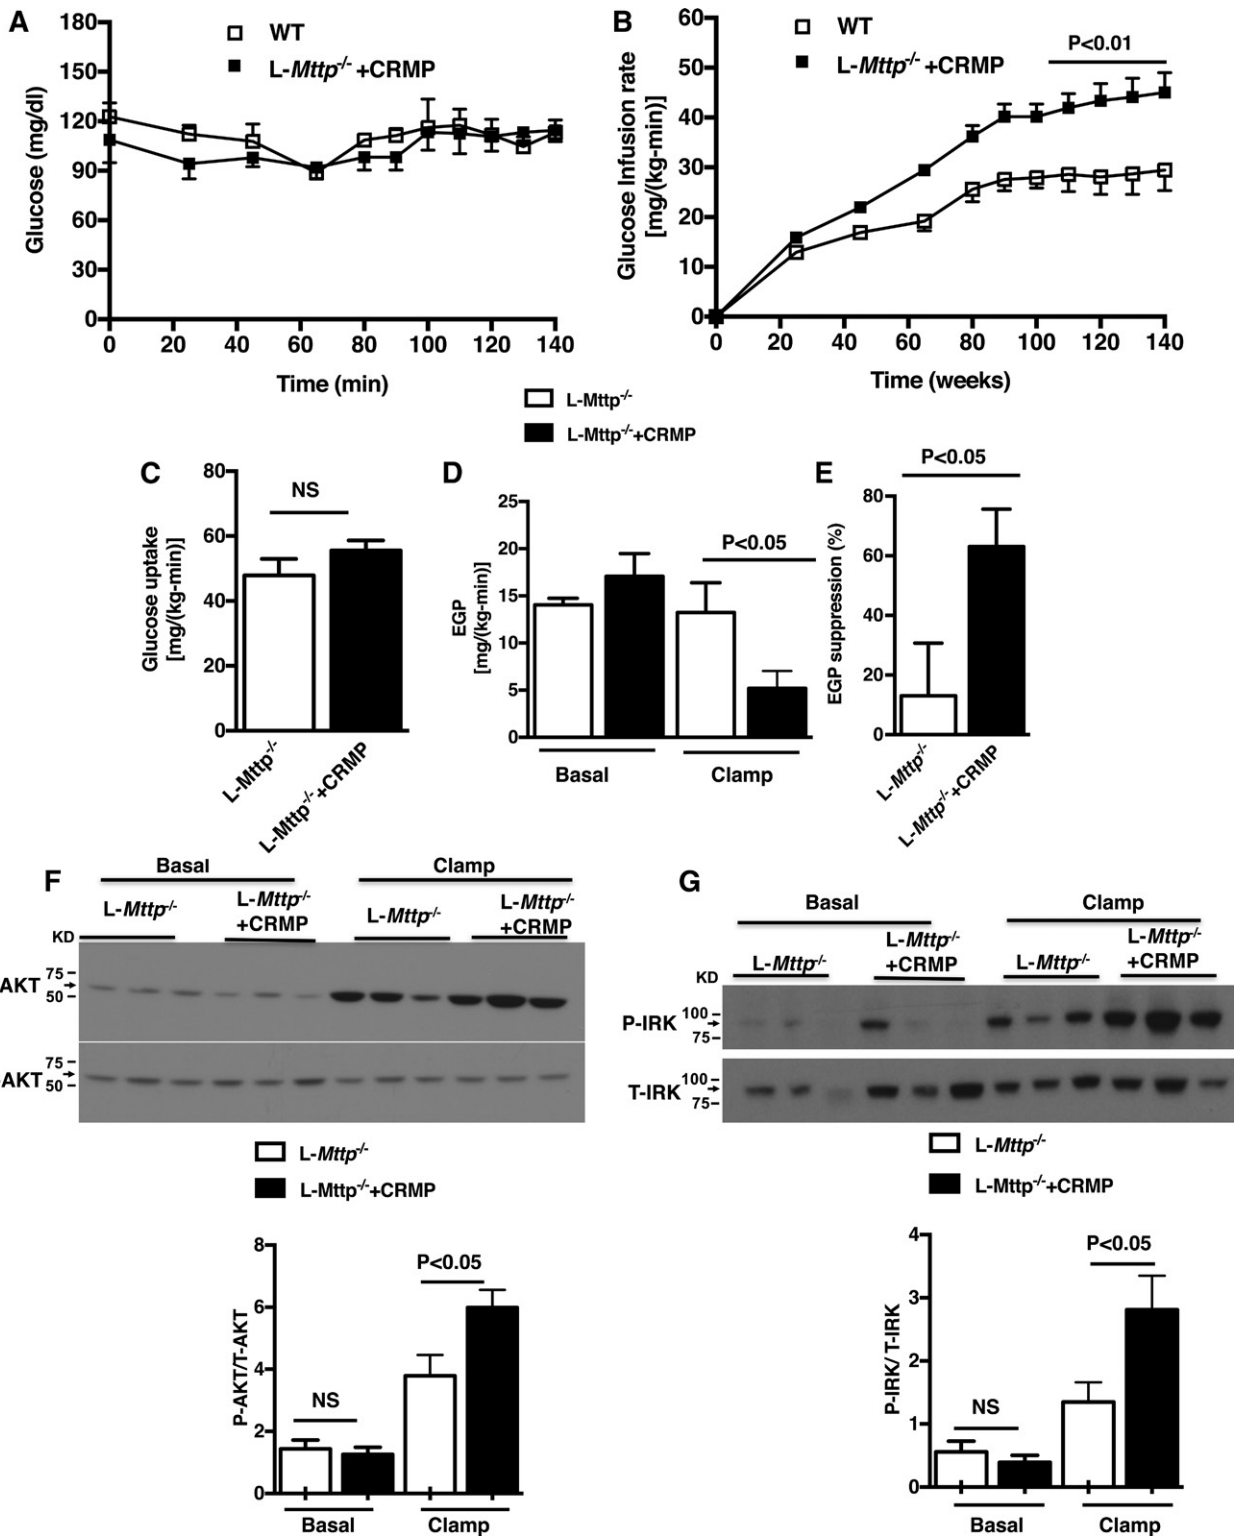 A
180
150
120
90
60
30
0
Glucose (mg/dl)
WT
L-Mttp-/- +CRMP
0 20 40 60 80 100 120 140
Time (min)
B
60
50
40
30
20
10
0
Glucose Infusion rate
[mg/(kg-min)]
WT
L-Mttp-/- +CRMP
P<0.01
0 20 40 60 80 100 120 140
Time (weeks)
L-Mttp-/-
L-Mttp-/-+CRMP
C
80
60
40
20
0
Glucose uptake
[mg/(kg-min)]
NS
L-Mttp-/-
L-Mttp-/-+CRMP
D
25
20
15
10
5
0
EGP
[mg/(kg-min)]
P<0.05
Basal Clamp
E
P<0.05
80
60
40
20
0
EGP suppression (%)
L-Mttp-/-
L-Mttp-/-+CRMP
F
Basal Clamp
L-Mttp-/- L-Mttp-/- +CRMP L-Mttp-/- L-Mttp-/- +CRMP
KD
75
AKT
50
75
-AKT
50
L-Mttp-/-
L-Mttp-/-+CRMP
8
6
4
2
0
P-AKT/T-AKT
NS
P<0.05
Basal Clamp
G
Basal Clamp
L-Mttp-/- L-Mttp-/- +CRMP L-Mttp-/- L-Mttp-/- +CRMP
KD
100
P-IRK
75
100
T-IRK
75
L-Mttp-/-
L-Mttp-/-+CRMP
4
3
2
1
0
P-IRK/ T-IRK
NS
P<0.05
Basal Clamp